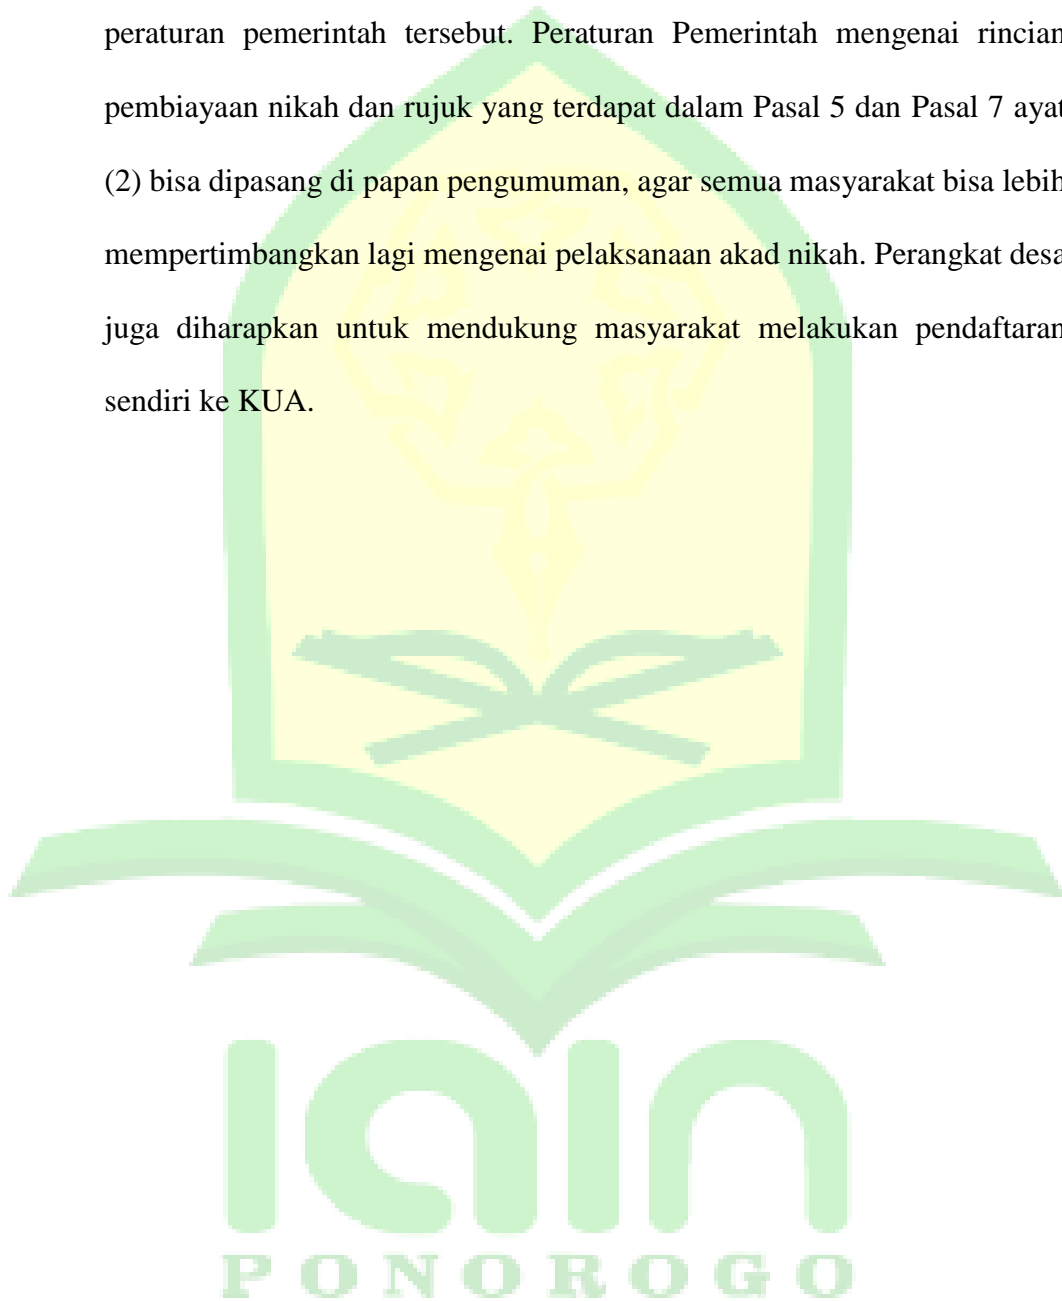 peraturan pemerintah tersebut. Peraturan Pemerintah mengenai rincian
pembiayaan nikah dan rujuk yang terdapat dalam Pasal 5 dan Pasal 7 ayat
(2) bisa dipasang di papan pengumuman, agar semua masyarakat bisa lebih
mempertimbangkan lagi mengenai pelaksanaan akad nikah. Perangkat desa
juga diharapkan untuk mendukung masyarakat melakukan pendaftaran
sendiri ke KUA.
iain
PONOROGO